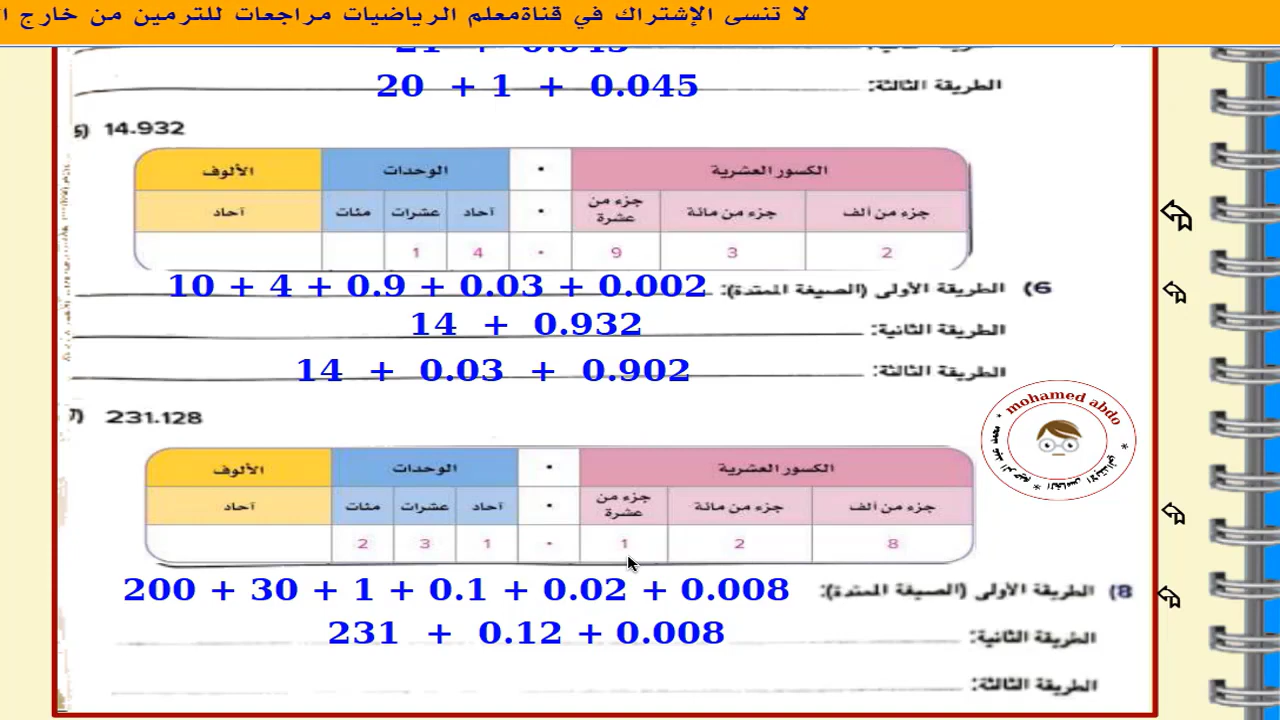 لا تنسى الإشتراك في قناةمعلم الرياضيات مراجعات للترمين من خارج
20 + 1 + 0.045 الطريقة الثالثة:
14.932
الألوف الوحدات • الكسور العشرية
آحاد مئات عشرات آحاد • جزء من عشرة جزء من مائة جزء من ألف
1 4 • 9 3 2
6) الطريقة الأولى (الصيغة الممتدة): 10 + 4 + 0.9 + 0.03 + 0.002
الطريقة الثانية: 14 + 0.932
الطريقة الثالثة: 14 + 0.03 + 0.902
mohamed abdo
7) 231.128
الألوف الوحدات • الكسور العشرية
آحاد مئات عشرات آحاد • جزء من عشرة جزء من مائة جزء من ألف
2 3 1 • 1 2 8
8) الطريقة الأولى (الصيغة الممتدة): 200 + 30 + 1 + 0.1 + 0.02 + 0.008
الطريقة الثانية: 231 + 0.12 + 0.008
الطريقة الثالثة: